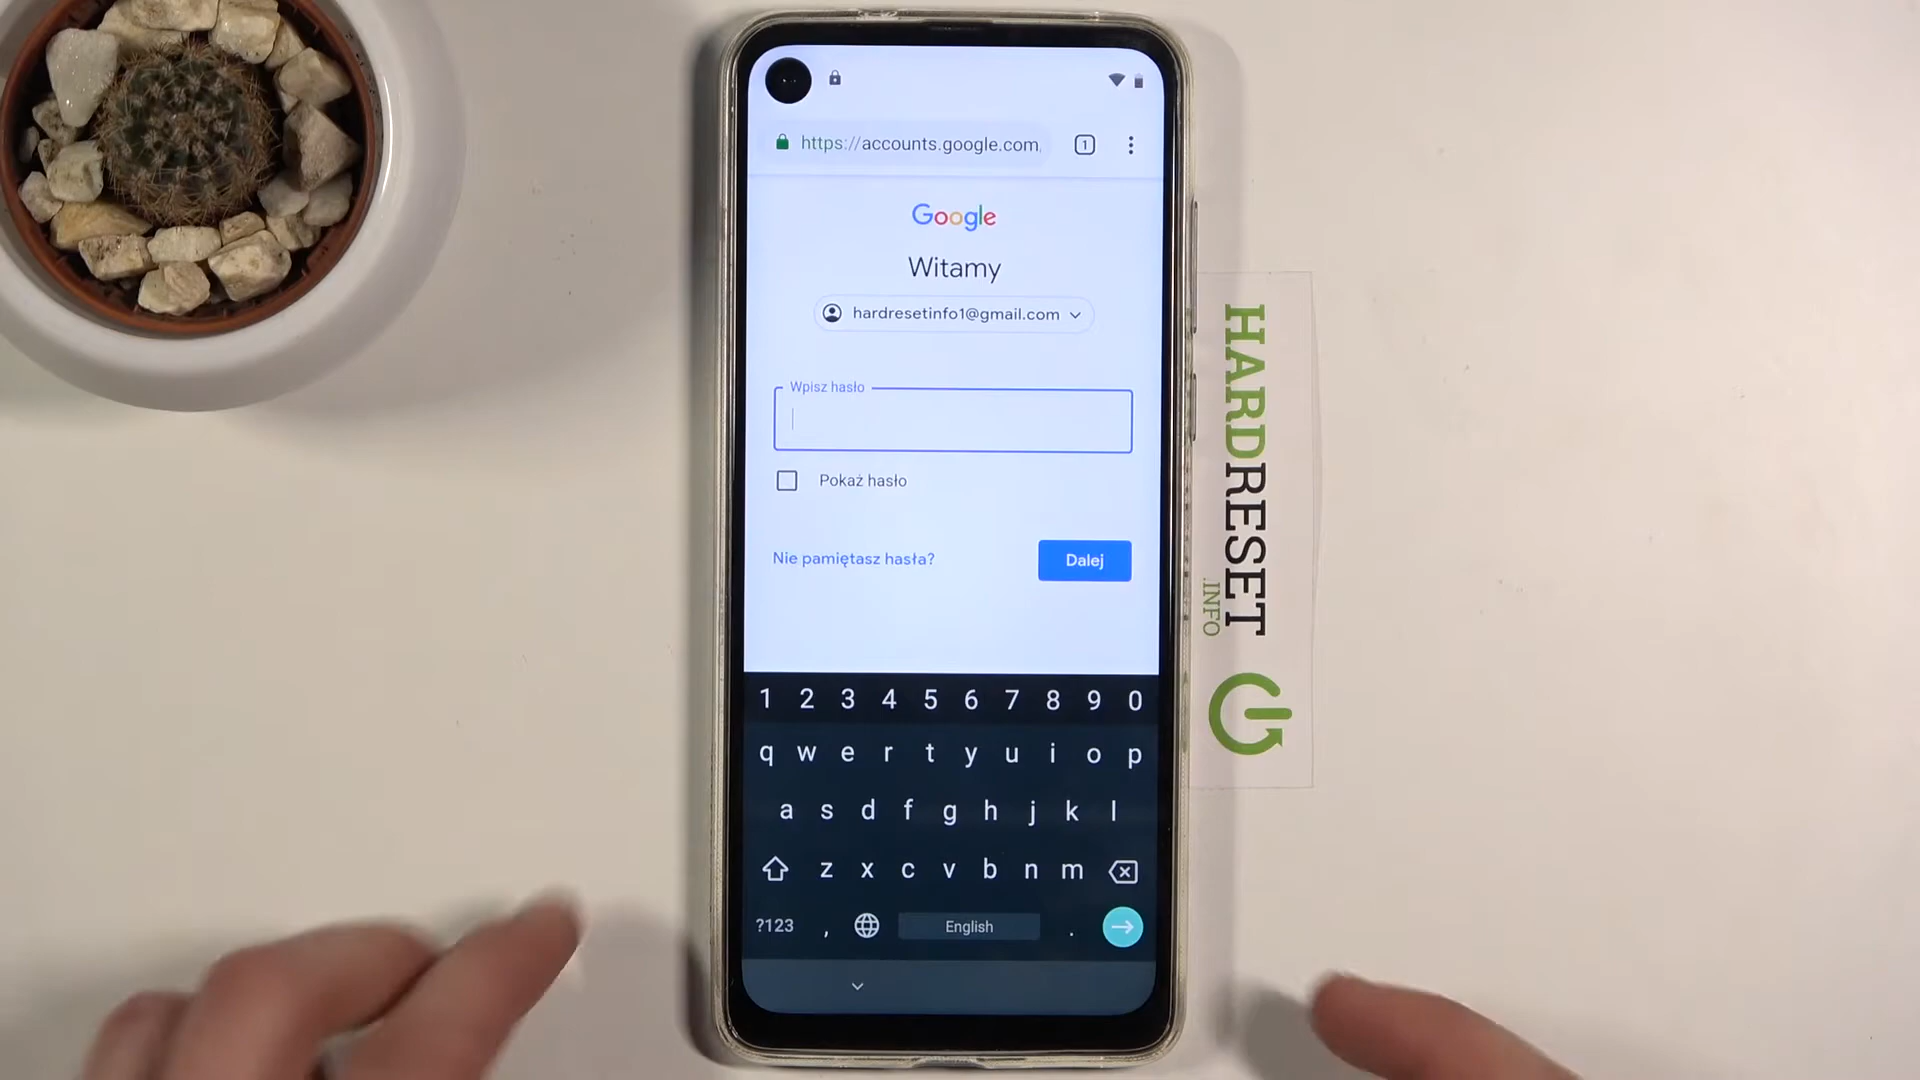 https://accounts.google.com
1
Google
Witamy
hardresetinfo1@gmail.com
Wpisz hasło
Pokaż hasło
Nie pamiętasz hasła?
Dalej
1 2 3 4 5 6 7 8 9 0
q w e r t y u i o p
a s d f g h j k l
z x c v b n m
?123 , English .
HARDRESET
.INFO